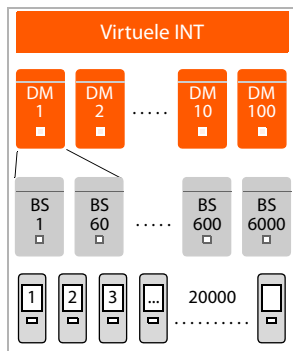 Virtuele INT
DM DM DM DM
1 2 ..... 10 100
BS BS BS BS
1 60 ..... 600 6000
1 2 3 ... 20000
..........